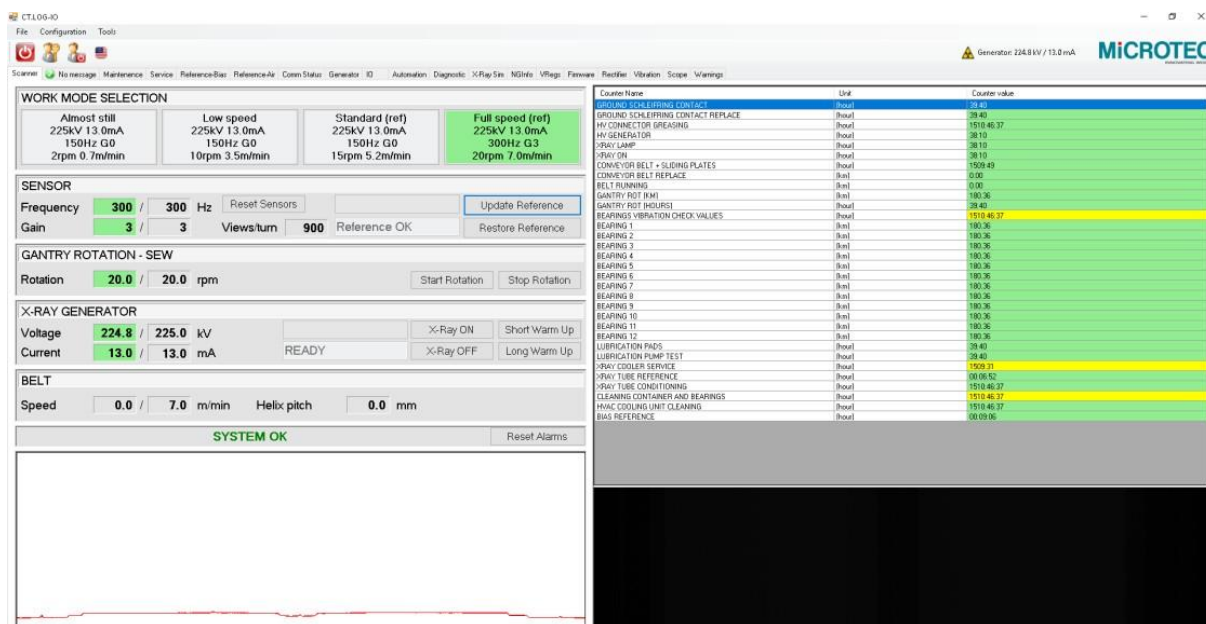 CT.LOG-IO
File Configuration Tools
Generator: 224.8 kV / 13.0 mA
MiCROTEC
Scanner No message Maintenence Service Reference-Bias Reference-Air Comm Status Generator IO Automation Diagnostic X-Ray Sim NGInfo VRegs Firmware Rectifier Vibration Scope Warnings
WORK MODE SELECTION
Almost still
225kV 13.0mA
150Hz G0
2rpm 0.7m/min
Low speed
225kV 13.0mA
150Hz G0
10rpm 3.5m/min
Standard (ref)
225kV 13.0mA
150Hz G0
15rpm 5.2m/min
Full speed (ref)
225kV 13.0mA
300Hz G3
20rpm 7.0m/min
SENSOR
Frequency 300 / 300 Hz Reset Sensors Update Reference
Gain 3 / 3 Views/turn 900 Reference OK Restore Reference
GANTRY ROTATION - SEW
Rotation 20.0 / 20.0 rpm Start Rotation Stop Rotation
X-RAY GENERATOR
Voltage 224.8 / 225.0 kV X-Ray ON Short Warm Up
Current 13.0 / 13.0 mA READY X-Ray OFF Long Warm Up
BELT
Speed 0.0 / 7.0 m/min Helix pitch 0.0 mm
SYSTEM OK Reset Alarms
Counter Name Unit Counter value
GROUND SCHLEIFRING CONTACT [hour] 39.40
GROUND SCHLEIFRING CONTACT REPLACE [hour] 39.40
HV CONNECTOR GREASING [hour] 1510:46:37
HV GENERATOR [hour] 38.10
XRAY LAMP [hour] 38.10
XRAY ON [hour] 38.10
CONVEYOR BELT + SLIDING PLATES [hour] 1509:49
CONVEYOR BELT REPLACE [km] 0.00
BELT RUNNING [km] 0.00
GANTRY ROT [KM] [km] 180.36
GANTRY ROT [HOURS] [hour] 39.40
BEARINGS VIBRATION CHECK VALUES [hour] 1510:46:37
BEARING 1 [km] 180.36
BEARING 2 [km] 180.36
BEARING 3 [km] 180.36
BEARING 4 [km] 180.36
BEARING 5 [km] 180.36
BEARING 6 [km] 180.36
BEARING 7 [km] 180.36
BEARING 8 [km] 180.36
BEARING 9 [km] 180.36
BEARING 10 [km] 180.36
BEARING 11 [km] 180.36
BEARING 12 [km] 180.36
LUBRICATION PADS [hour] 39.40
LUBRICATION PUMP TEST [hour] 39.40
XRAY COOLER SERVICE [hour] 1509:31
XRAY TUBE REFERENCE [hour] 00:06:52
XRAY TUBE CONDITIONING [hour] 1510:46:37
CLEANING CONTAINER AND BEARINGS [hour] 1510:46:37
HVAC COOLING UNIT CLEANING [hour] 1510:46:37
BIAS REFERENCE [hour] 00:09:06